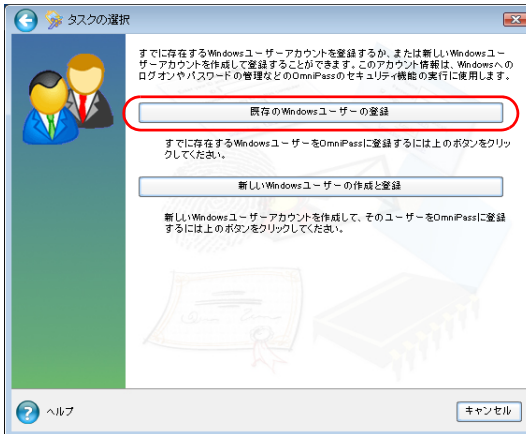 タスクの選択
すでに存在するWindowsユーザーアカウントを登録するか、または新しいWindowsユー
ザーアカウントを作成して登録することができます。このアカウント情報は、Windowsへの
ログオンやパスワードの管理などのOmniPassのセキュリティ機能の実行に使用します。
既存のWindowsユーザーの登録
すでに存在するWindowsユーザーをOmniPassに登録するには上のボタンをクリッ
クしてください。
新しいWindowsユーザーの作成と登録
新しいWindowsユーザーアカウントを作成して、そのユーザーをOmniPassに登録
するには上のボタンをクリックしてください。
ヘルプ
キャンセル